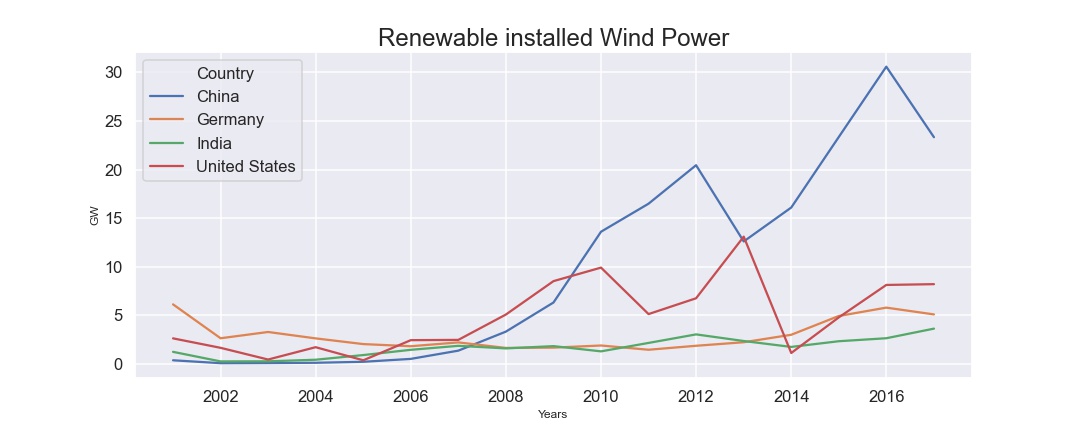 Renewable installed Wind Power
Country
China
Germany
India
United States
30
25
20
15
10
5
0
GW
2002 2004 2006 2008 2010 2012 2014 2016
Years